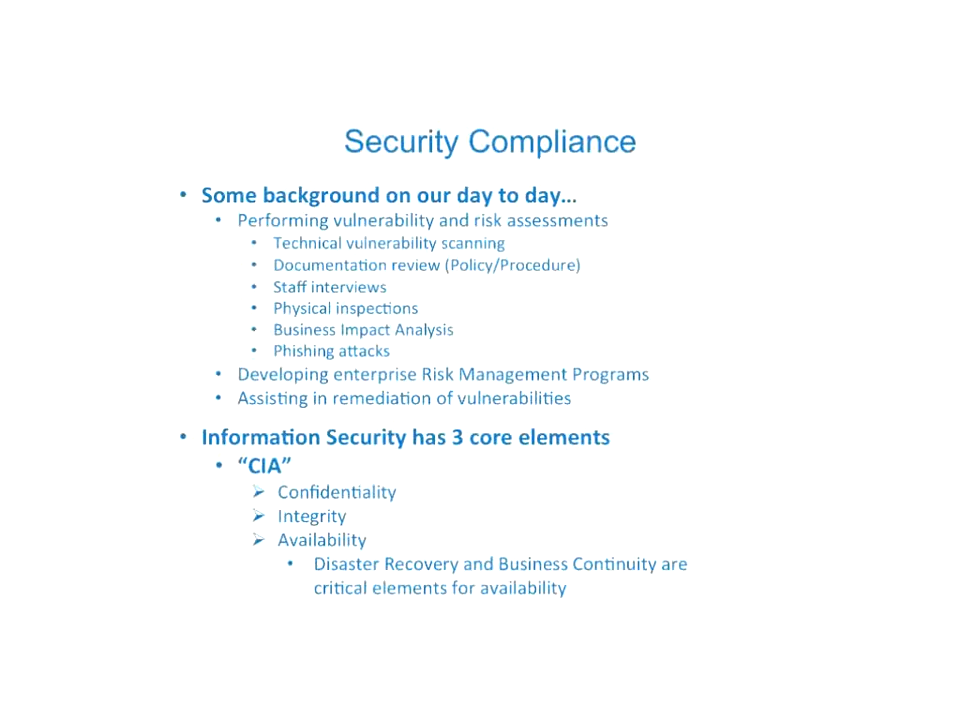 Security Compliance
• Some background on our day to day...
• Performing vulnerability and risk assessments
• Technical vulnerability scanning
• Documentation review (Policy/Procedure)
• Staff interviews
• Physical inspections
• Business Impact Analysis
• Phishing attacks
• Developing enterprise Risk Management Programs
• Assisting in remediation of vulnerabilities
• Information Security has 3 core elements
• “CIA”
➢ Confidentiality
➢ Integrity
➢ Availability
• Disaster Recovery and Business Continuity are
critical elements for availability